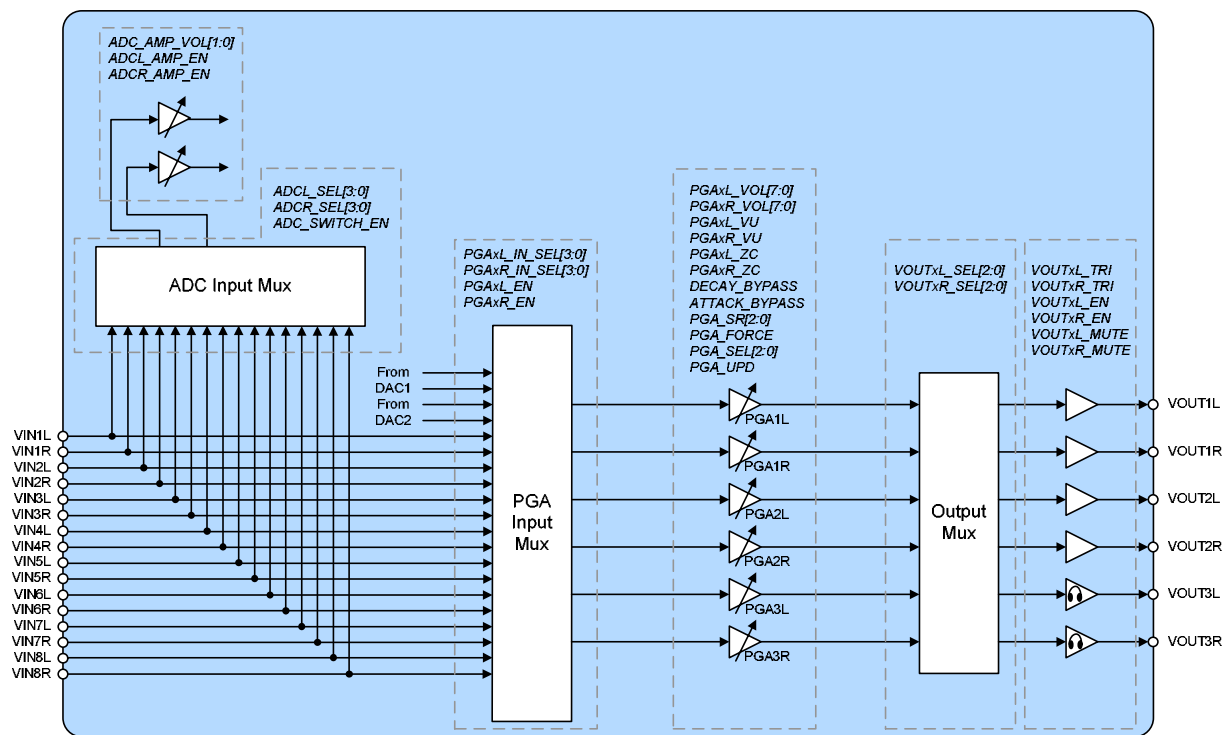 ADC_AMP_VOL[1:0]
ADCL_AMP_EN
ADCR_AMP_EN
ADCL_SEL[3:0]
ADCR_SEL[3:0]
ADC_SWITCH_EN
ADC Input Mux
PGAxL_IN_SEL[3:0]
PGAxR_IN_SEL[3:0]
PGAxL_EN
PGAxR_EN
PGAxL_VOL[7:0]
PGAxR_VOL[7:0]
PGAxL_VU
PGAxR_VU
PGAxL_ZC
PGAxR_ZC
DECAY_BYPASS
ATTACK_BYPASS
PGA_SR[2:0]
PGA_FORCE
PGA_SEL[2:0]
PGA_UPD
VOUTxL_SEL[2:0]
VOUTxR_SEL[2:0]
VOUTxL_TRI
VOUTxR_TRI
VOUTxL_EN
VOUTxR_EN
VOUTxL_MUTE
VOUTxR_MUTE
From
DAC1
From
DAC2
VIN1L
VIN1R
VIN2L
VIN2R
VIN3L
VIN3R
VIN4L
VIN4R
VIN5L
VIN5R
VIN6L
VIN6R
VIN7L
VIN7R
VIN8L
VIN8R
PGA
Input
Mux
PGA1L
PGA1R
PGA2L
PGA2R
PGA3L
PGA3R
Output
Mux
VOUT1L
VOUT1R
VOUT2L
VOUT2R
VOUT3L
VOUT3R